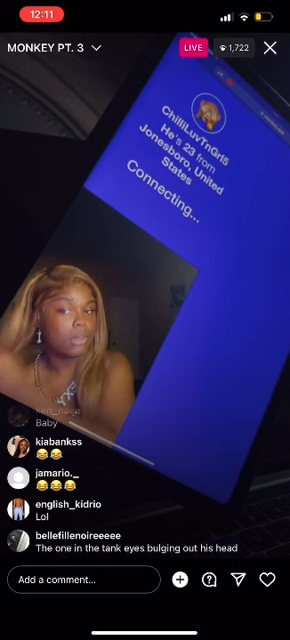 12:11
MONKEY PT. 3
LIVE
1,722
ChilliLuvTnGrl5
He's 23 from
Jonesboro, United
States
Connecting...
Baby
kiabankss
😂😂
jamario._
😂😂😂
english_kidrio
Lol
bellefillenoireeeee
The one in the tank eyes bulging out his head
Add a comment...